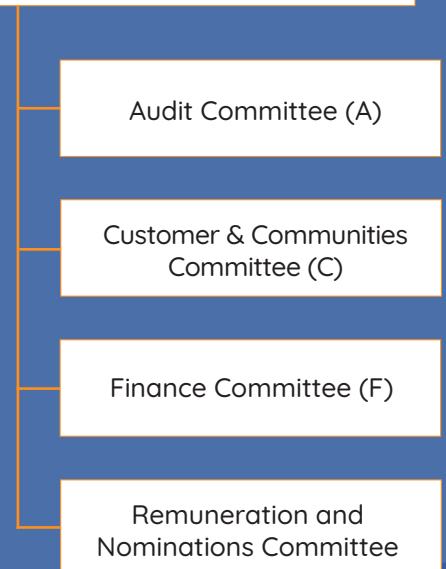 Audit Committee (A)
Customer & Communities
Committee (C)
Finance Committee (F)
Remuneration and
Nominations Committee